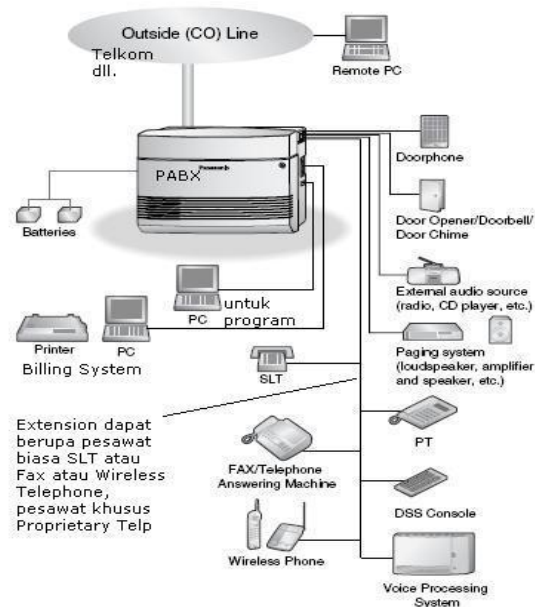 Outside (CO) Line
Telkom
dll.
Remote PC
Panasonic
PABX
Doorphone
Batteries
Door Opener/Doorbell/
Door Chime
External audio source
(radio, CD player, etc.)
PC
untuk
program
Printer
PC
Billing System
Paging system
(loudspeaker, amplifier
and speaker, etc.)
SLT
PT
Extension dapat
berupa pesawat
biasa SLT atau
Fax atau Wireless
Telephone,
pesawat khusus
Proprietary Telp
FAX/Telephone
Answering Machine
DSS Console
Wireless Phone
Voice Processing
System